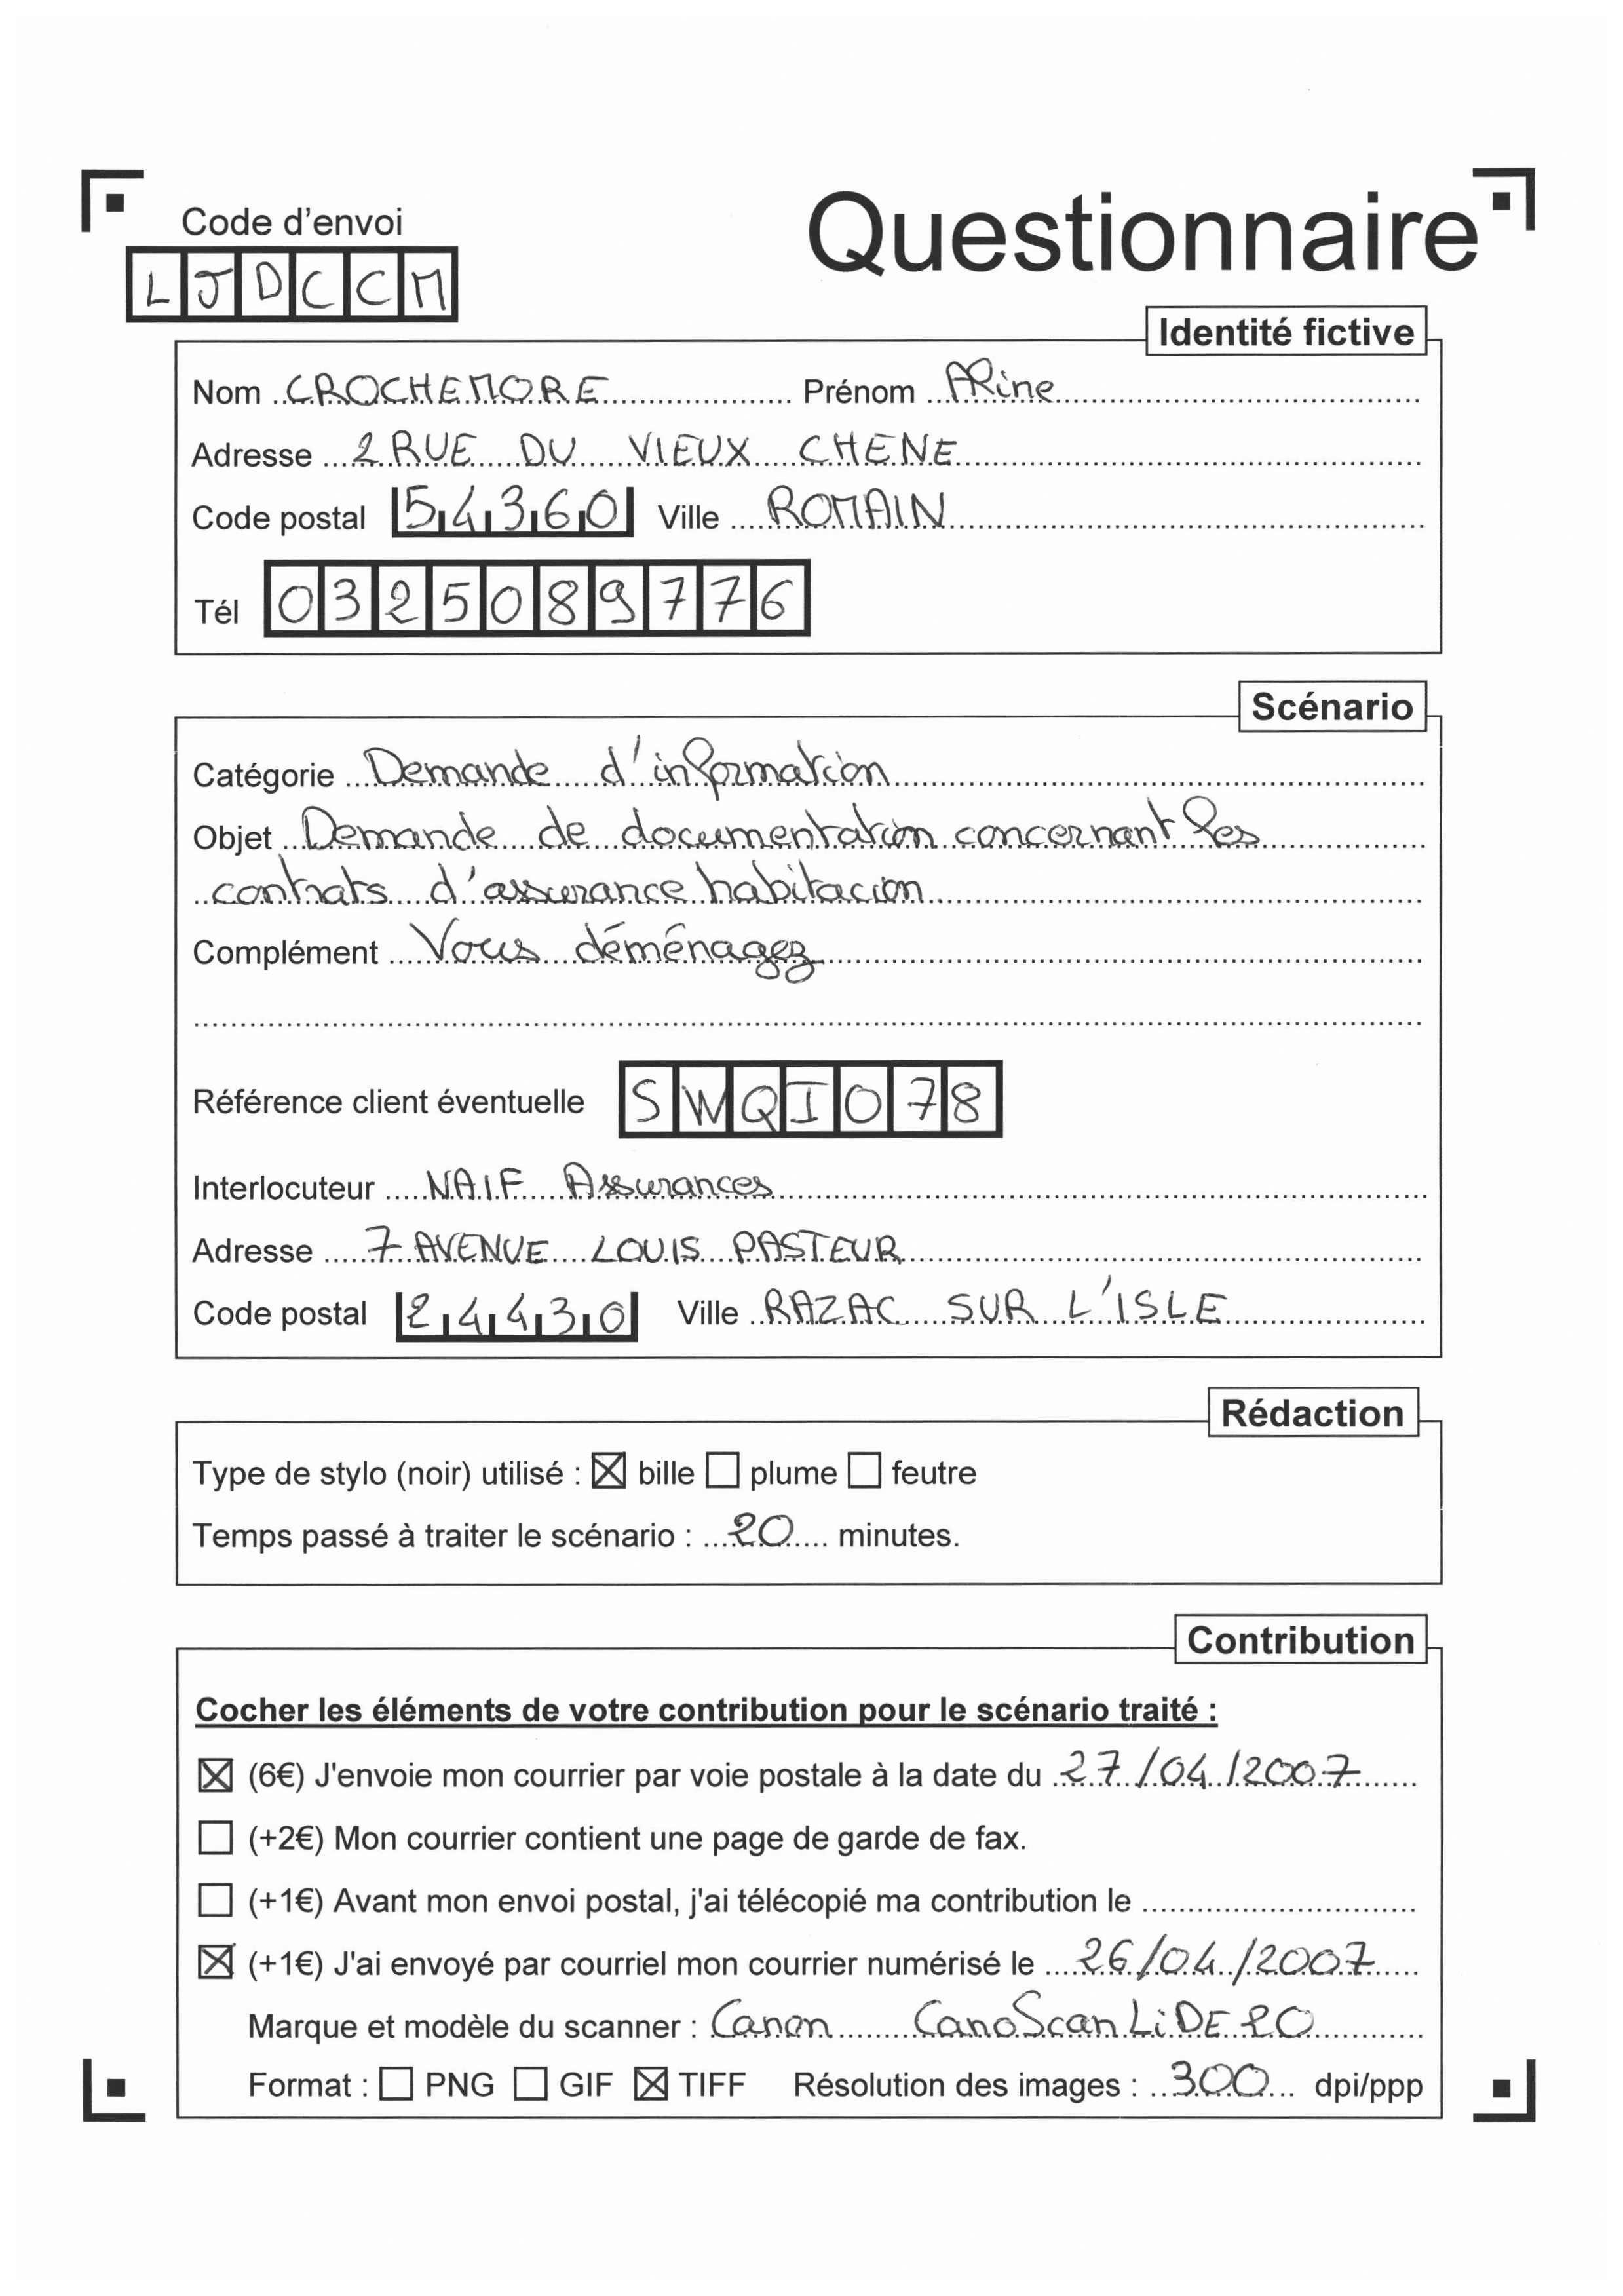 Code d'envoi
Questionnaire
LJDCCM
Identité fictive
Nom CROCHEMORE Prénom ARine
Adresse 2 RUE DU VIEUX CHENE
Code postal 54360 Ville ROMAIN
Tél 0325089776
Scénario
Catégorie Demande d'information
Objet Demande de documentation concernant les
contrats d'assurance habitation
Complément Vous déménagez
Référence client éventuelle SWQIO78
Interlocuteur NAIF Assurances
Adresse 7 AVENUE LOUIS PASTEUR
Code postal 24430 Ville RAZAC SUR L'ISLE
Rédaction
Type de stylo (noir) utilisé : ☒ bille ☐ plume ☐ feutre
Temps passé à traiter le scénario : 20 minutes.
Contribution
Cocher les éléments de votre contribution pour le scénario traité :
☒ (6€) J'envoie mon courrier par voie postale à la date du 27/04/2007
☐ (+2€) Mon courrier contient une page de garde de fax.
☐ (+1€) Avant mon envoi postal, j'ai télécopié ma contribution le
☒ (+1€) J'ai envoyé par courriel mon courrier numérisé le 26/04/2007
Marque et modèle du scanner : Canon CanoScan LiDE 20
Format : ☐ PNG ☐ GIF ☒ TIFF Résolution des images : 300 dpi/ppp